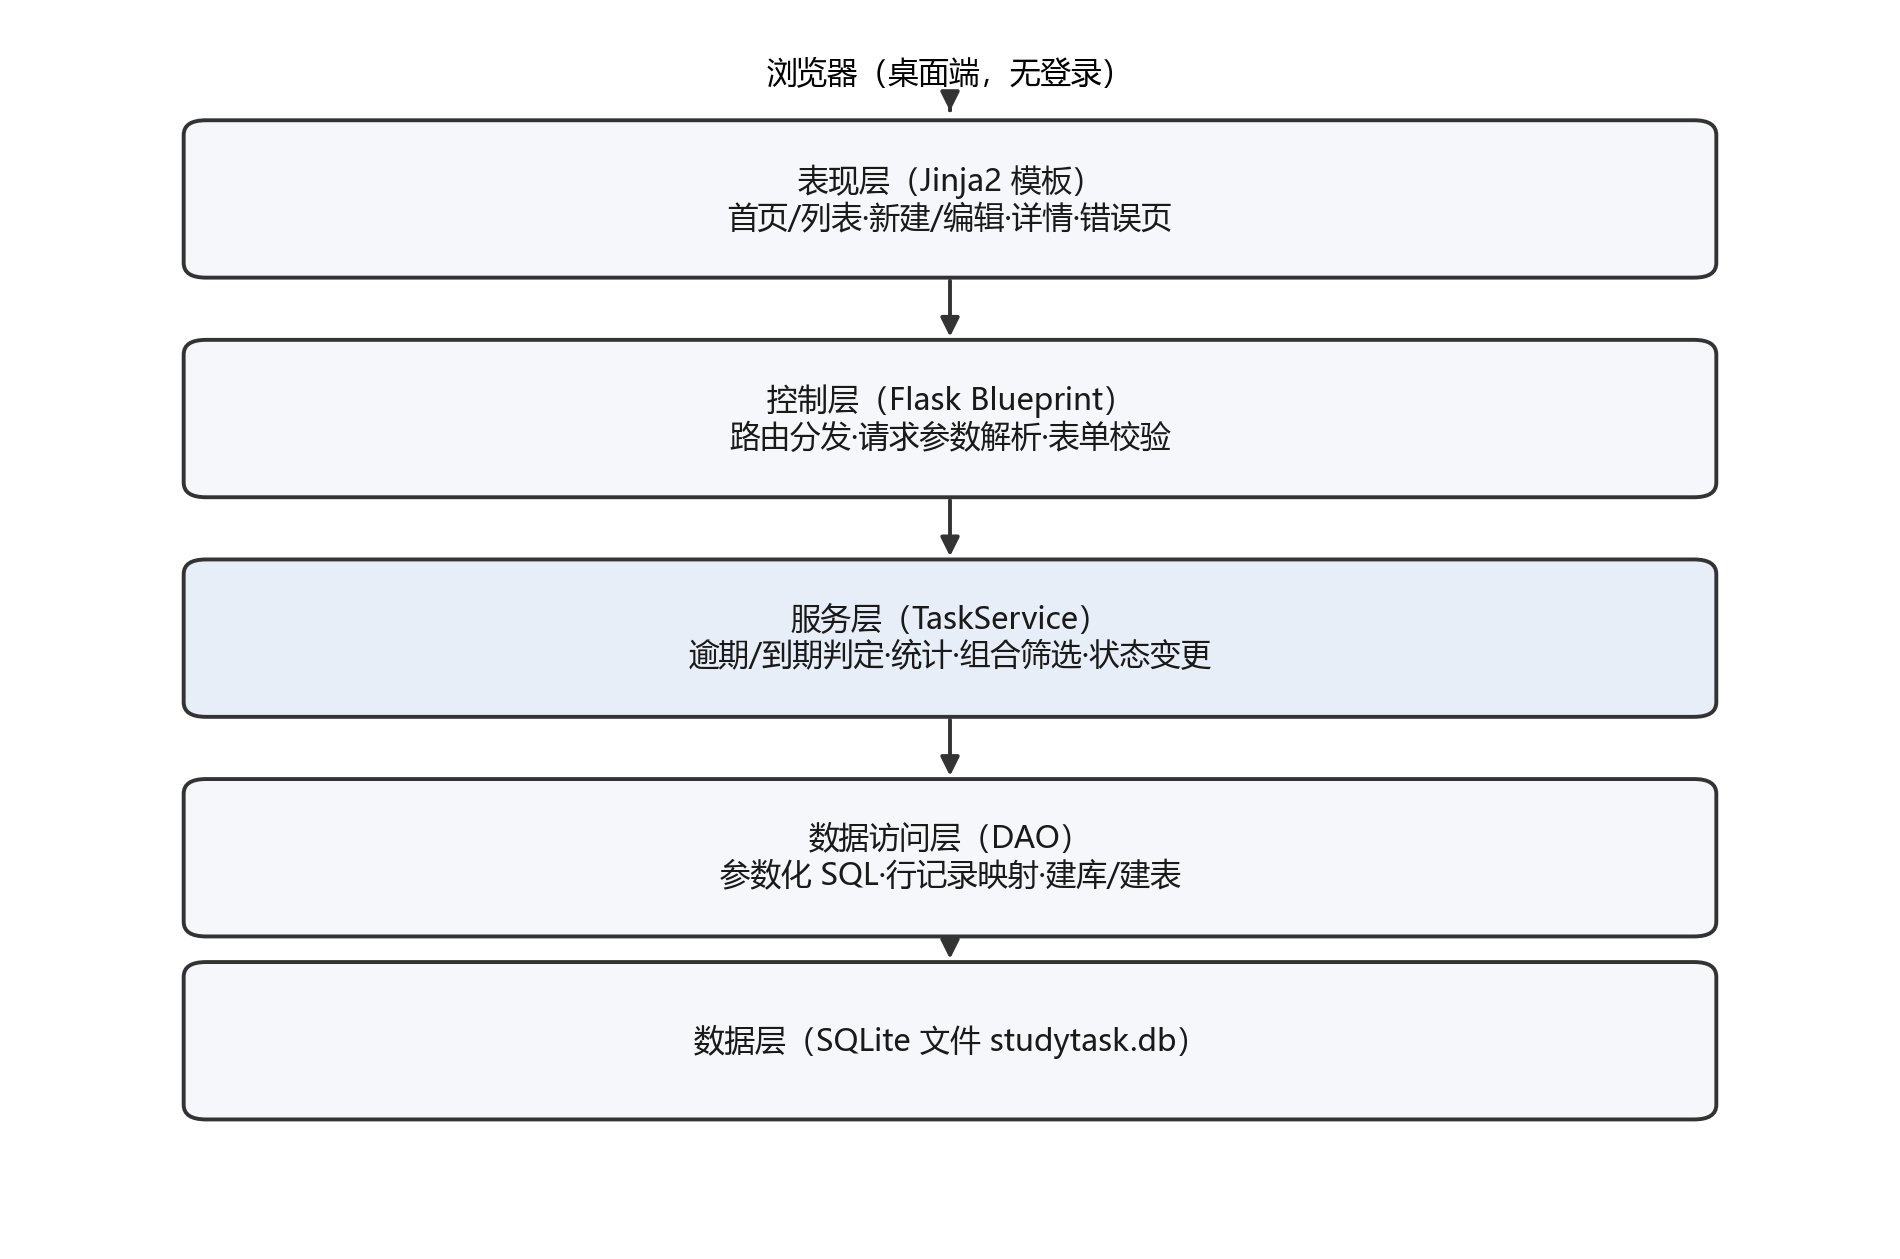 浏览器（桌面端，无登录）
表现层（Jinja2 模板）
首页/列表·新建/编辑·详情·错误页
控制层（Flask Blueprint）
路由分发·请求参数解析·表单校验
服务层（TaskService）
逾期/到期判定·统计·组合筛选·状态变更
数据访问层（DAO）
参数化 SQL·行记录映射·建库/建表
数据层（SQLite 文件 studytask.db）